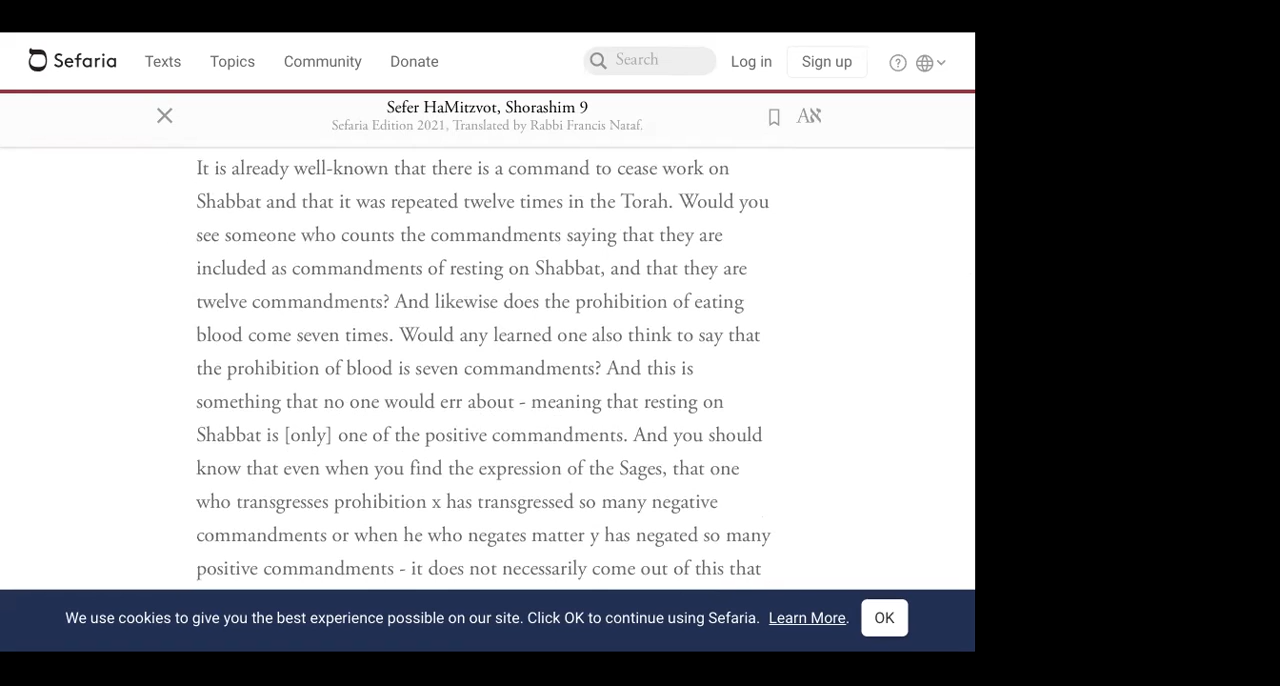 Sefaria Texts Topics Community Donate Search Log in Sign up
Sefer HaMitzvot, Shorashim 9
Sefaria Edition 2021, Translated by Rabbi Francis Nataf.
It is already well-known that there is a command to cease work on
Shabbat and that it was repeated twelve times in the Torah. Would you
see someone who counts the commandments saying that they are
included as commandments of resting on Shabbat, and that they are
twelve commandments? And likewise does the prohibition of eating
blood come seven times. Would any learned one also think to say that
the prohibition of blood is seven commandments? And this is
something that no one would err about - meaning that resting on
Shabbat is [only] one of the positive commandments. And you should
know that even when you find the expression of the Sages, that one
who transgresses prohibition x has transgressed so many negative
commandments or when he who negates matter y has negated so many
positive commandments - it does not necessarily come out of this that
We use cookies to give you the best experience possible on our site. Click OK to continue using Sefaria. Learn More. OK